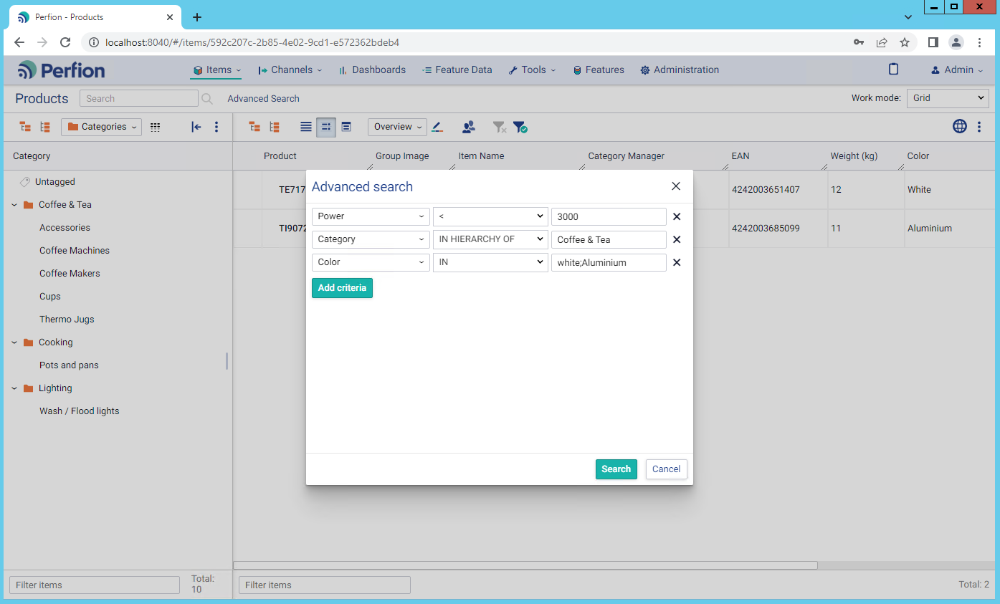 Perfion - Products
localhost:8040/#/items/592c207c-2b85-4e02-9cd1-e572362bdeb4
Perfion Items Channels Dashboards Feature Data Tools Features Administration Admin
Products Search Advanced Search Work mode: Grid
Categories Overview
Category Product Group Image Item Name Category Manager EAN Weight (kg) Color
Untagged
Coffee & Tea
Accessories
Coffee Machines
Coffee Makers
Cups
Thermo Jugs
Cooking
Pots and pans
Lighting
Wash / Flood lights
TE717 4242003651407 12 White
TI9072 4242003685099 11 Aluminium
Advanced search
Power < 3000
Category IN HIERARCHY OF Coffee & Tea
Color IN white;Aluminium
Add criteria
Search Cancel
Filter items Total: 10
Filter items Total: 2